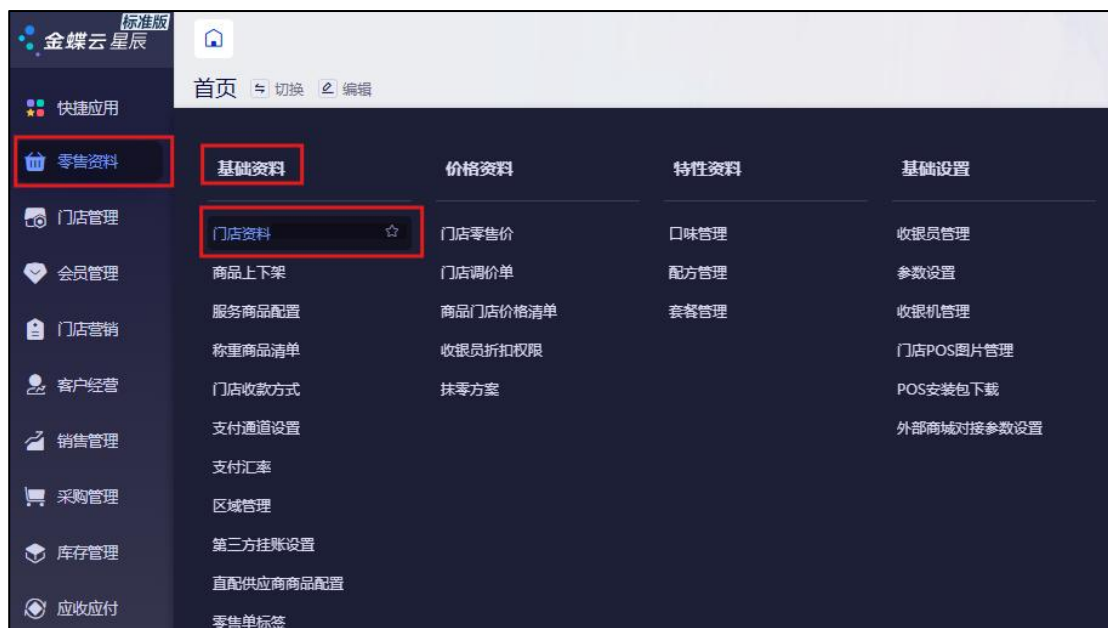 标准版
金蝶云 星辰
首页 切换 编辑
快捷应用
零售资料
门店管理
会员管理
门店营销
客户经营
销售管理
采购管理
库存管理
应收应付
基础资料
门店资料
商品上下架
服务商品配置
称重商品清单
门店收款方式
支付通道设置
支付汇率
区域管理
第三方挂账设置
直配供应商商品配置
零售单标签
价格资料
门店零售价
门店调价单
商品门店价格清单
收银员折扣权限
抹零方案
特性资料
口味管理
配方管理
套餐管理
基础设置
收银员管理
参数设置
收银机管理
门店POS图片管理
POS安装包下载
外部商城对接参数设置